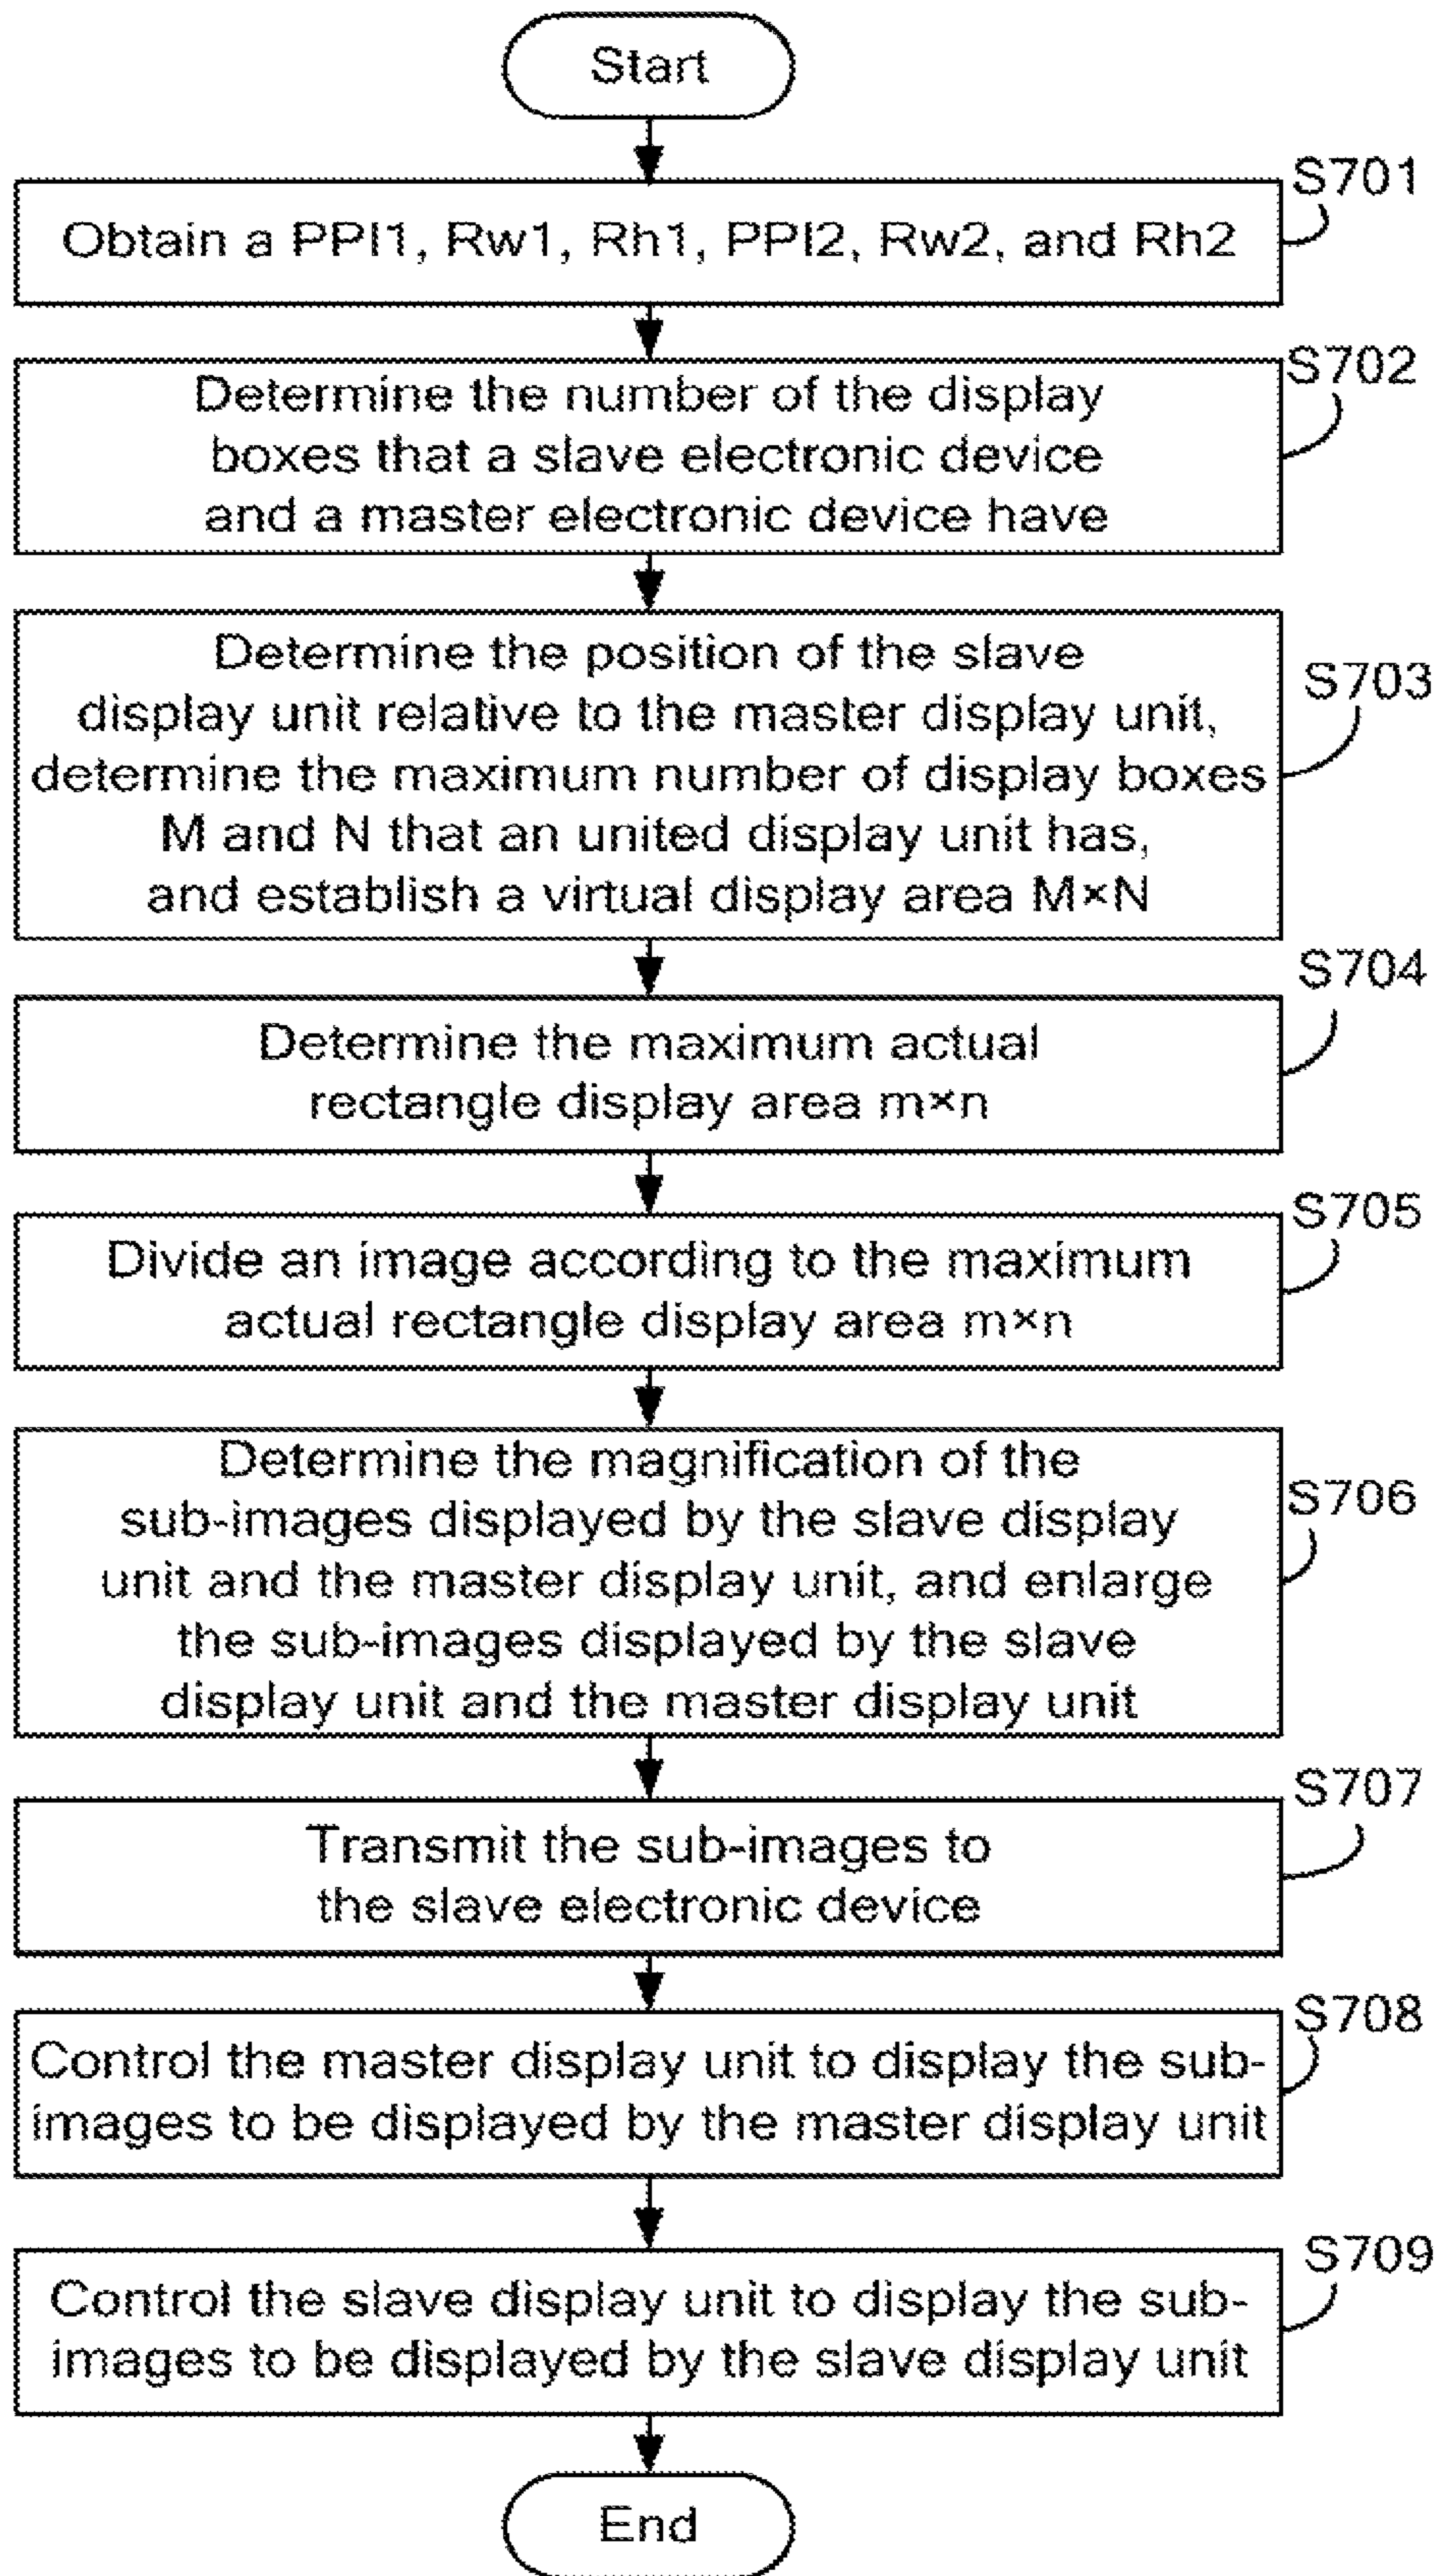 Start
S701
Obtain a PPI1, Rw1, Rh1, PPI2, Rw2, and Rh2
S702
Determine the number of the display
boxes that a slave electronic device
and a master electronic device have
S703
Determine the position of the slave
display unit relative to the master display unit,
determine the maximum number of display boxes
M and N that an united display unit has,
and establish a virtual display area M×N
S704
Determine the maximum actual
rectangle display area m×n
S705
Divide an image according to the maximum
actual rectangle display area m×n
S706
Determine the magnification of the
sub-images displayed by the slave display
unit and the master display unit, and enlarge
the sub-images displayed by the slave
display unit and the master display unit
S707
Transmit the sub-images to
the slave electronic device
S708
Control the master display unit to display the sub-
images to be displayed by the master display unit
S709
Control the slave display unit to display the sub-
images to be displayed by the slave display unit
End